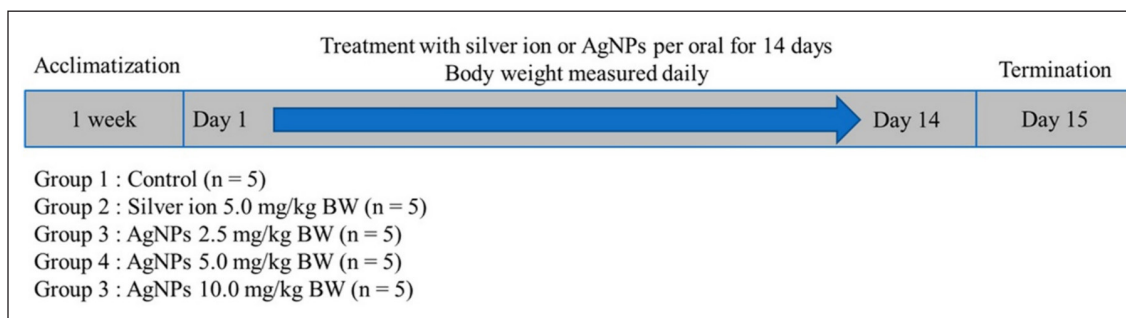 Treatment with silver ion or AgNPs per oral for 14 days
Acclimatization
Body weight measured daily
Termination
1 week
Day 1
Day 14
Day 15
Group 1 : Control (n = 5)
Group 2 : Silver ion 5.0 mg/kg BW (n = 5)
Group 3 : AgNPs 2.5 mg/kg BW (n = 5)
Group 4 : AgNPs 5.0 mg/kg BW (n = 5)
Group 3 : AgNPs 10.0 mg/kg BW (n = 5)